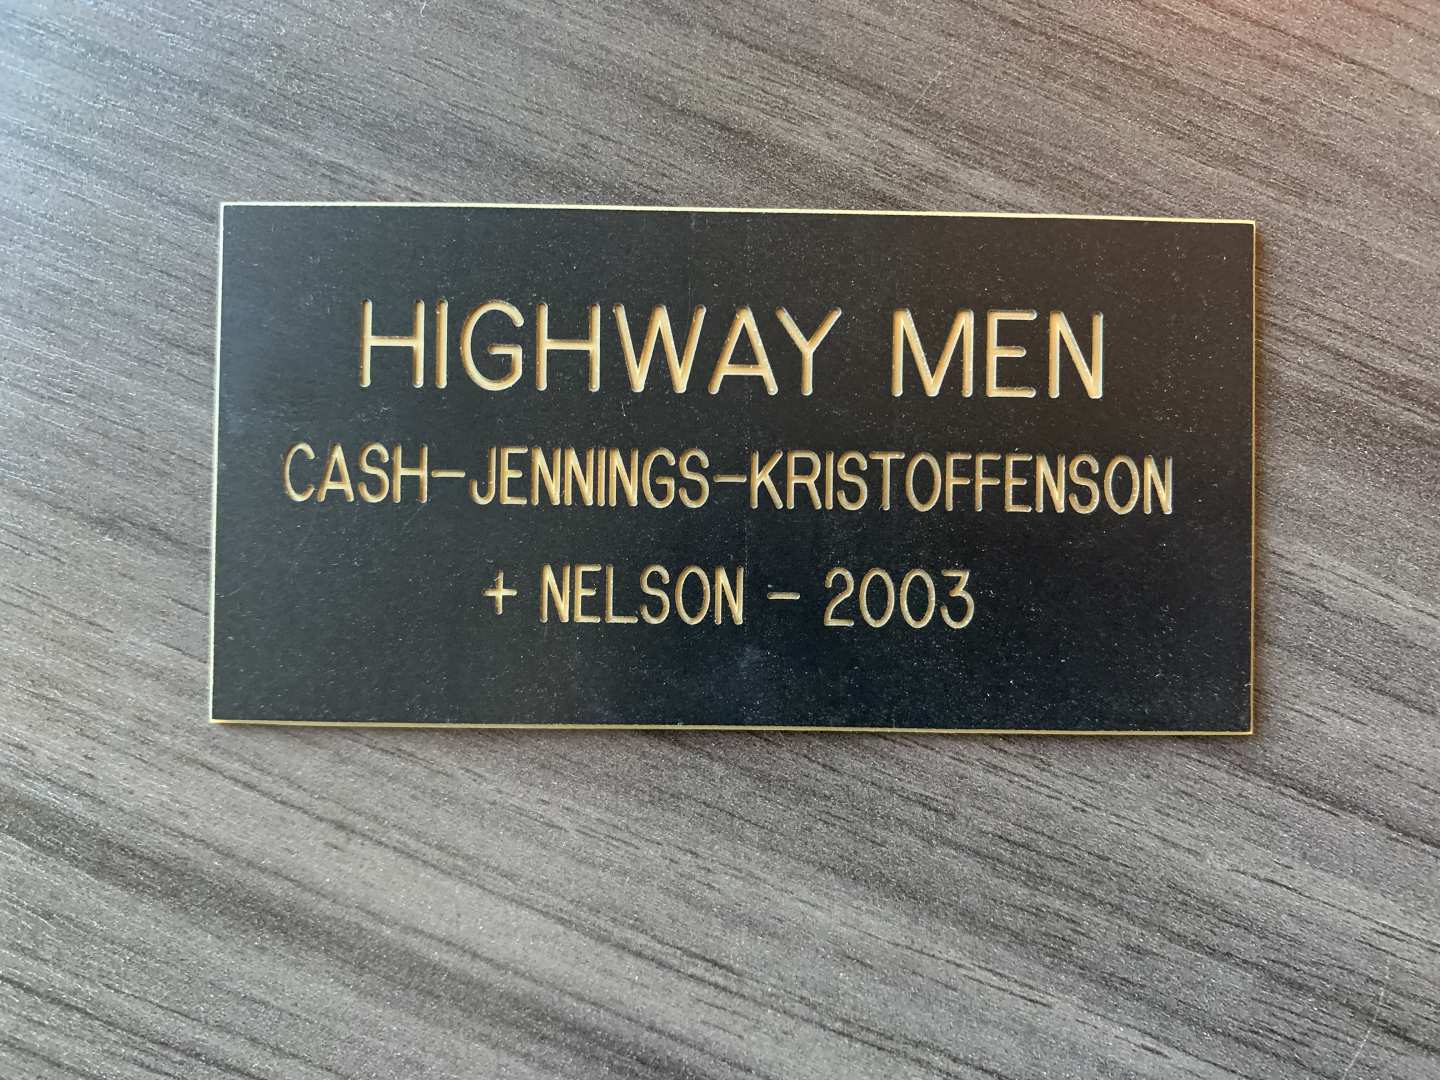 HIGHWAY MEN
CASH-JENNINGS-KRISTOFFENSON
+ NELSON - 2003